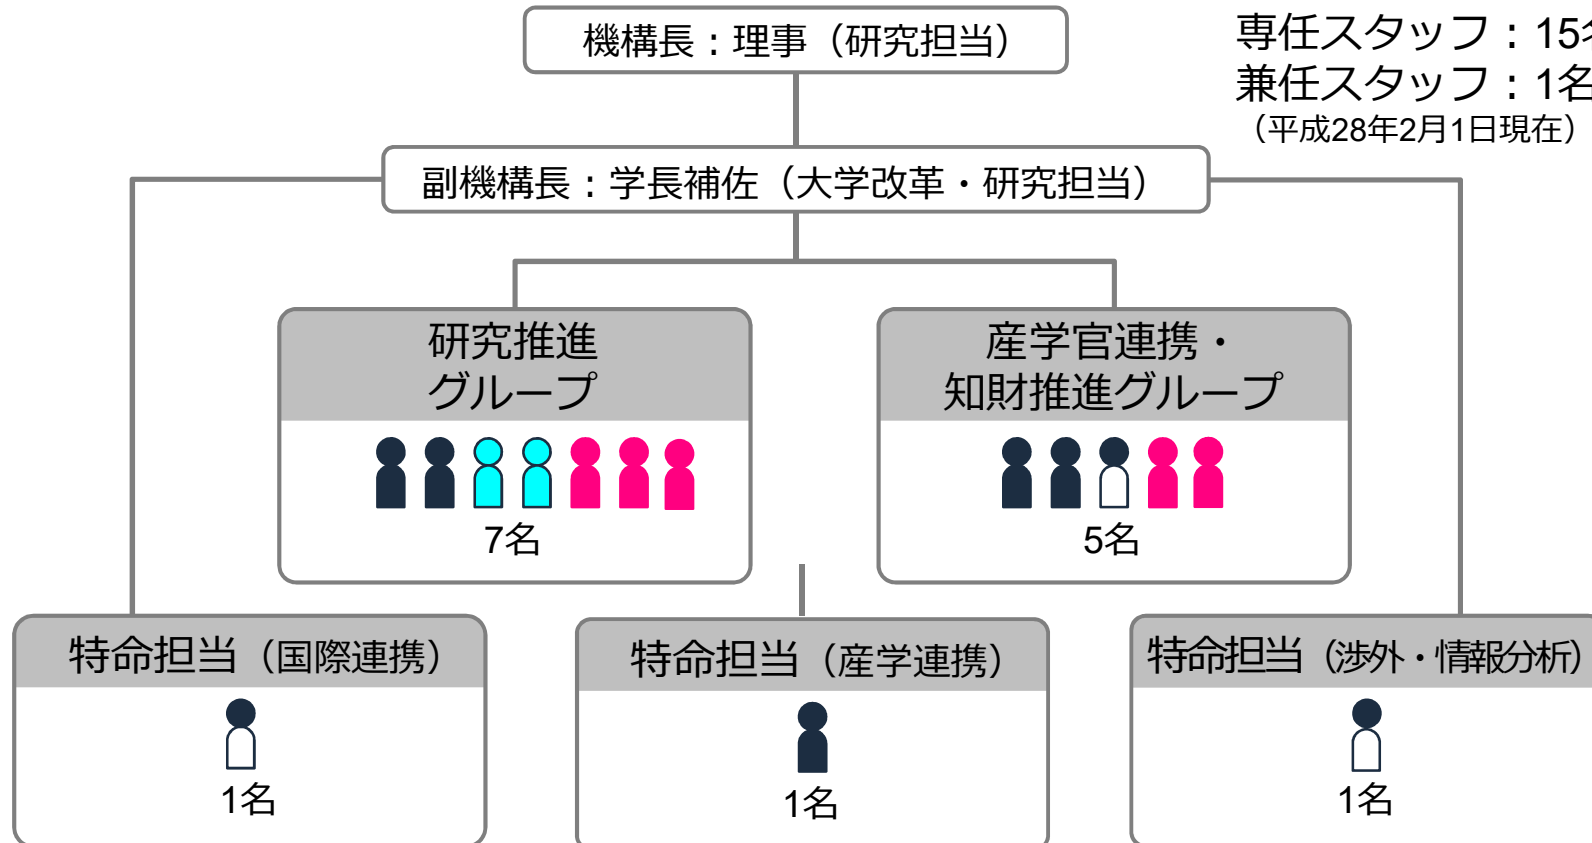 機構長：理事（研究担当）
専任スタッフ：15名
兼任スタッフ：1名
（平成28年2月1日現在）
副機構長：学長補佐（大学改革・研究担当）
研究推進
グループ
7名
産学官連携・
知財推進グループ
5名
特命担当（国際連携）
1名
特命担当（産学連携）
1名
特命担当（渉外・情報分析）
1名